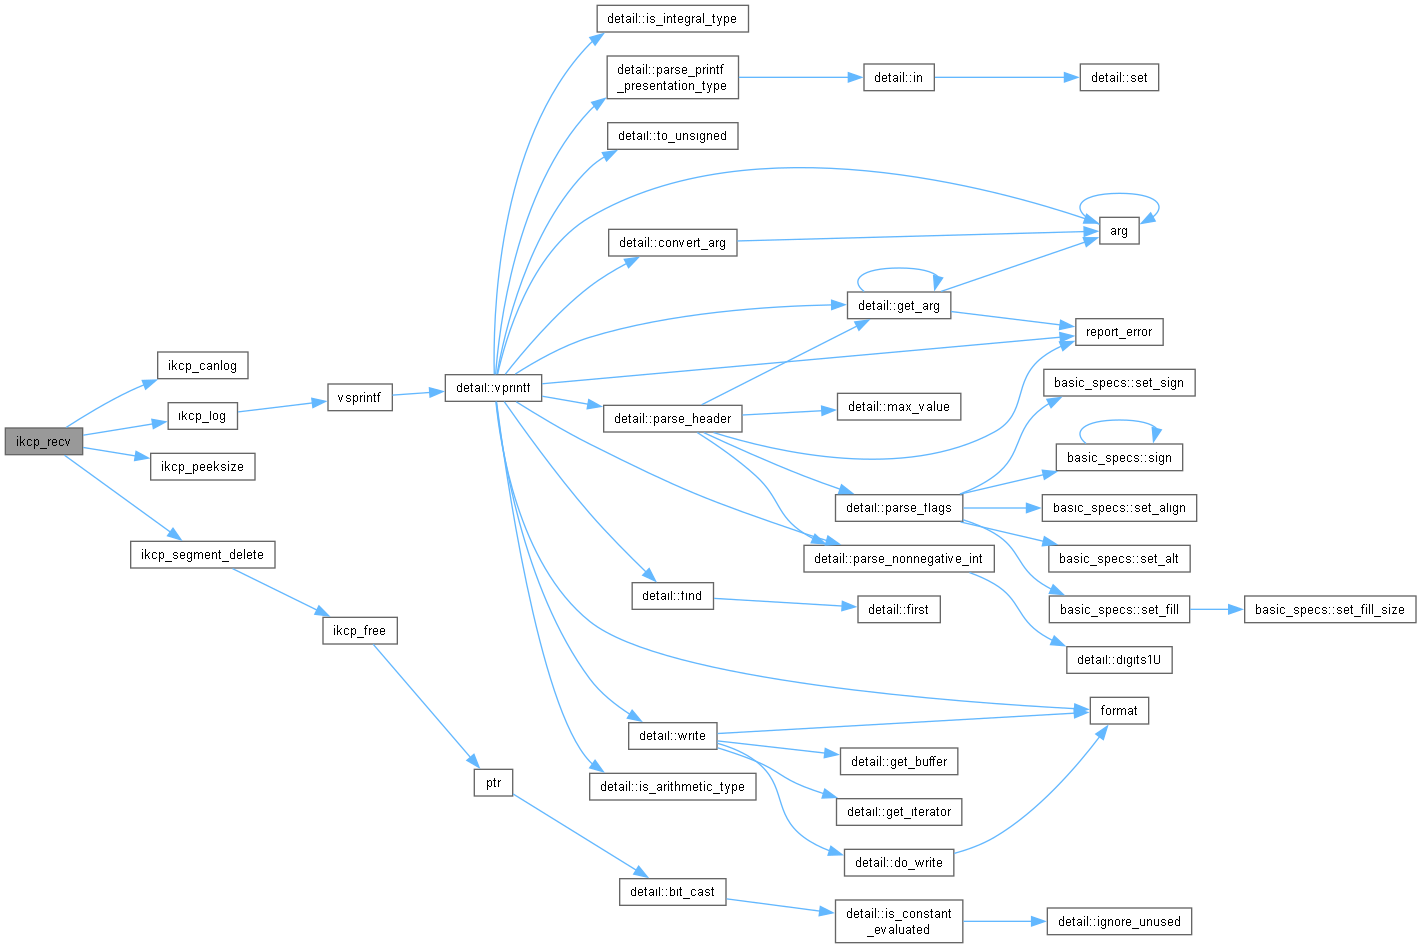 detail::is_integral_type
detail::parse_printf
_presentation_type
detail::in
detail::set
detail::to_unsigned
arg
detail::convert_arg
detail::get_arg
report_error
ikcp_canlog
vsprintf
detail::vprintf
basic_specs::set_sign
ikcp_log
detail::parse_header
detail::max_value
ikcp_recv
ikcp_peeksize
basic_specs::sign
detail::parse_flags
basic_specs::set_align
ikcp_segment_delete
detail::parse_nonnegative_int
basic_specs::set_alt
detail::find
detail::first
basic_specs::set_fill
basic_specs::set_fill_size
ikcp_free
detail::digits10
detail::write
format
detail::get_buffer
ptr
detail::is_arithmetic_type
detail::get_iterator
detail::do_write
detail::bit_cast
detail::is_constant
_evaluated
detail::ignore_unused